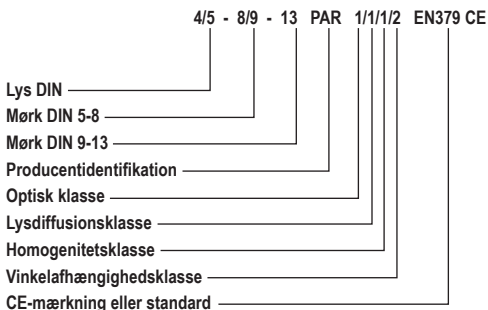 4/5 - 8/9 - 13 PAR 1/1/1/2 EN379 CE
Lys DIN
Mørk DIN 5-8
Mørk DIN 9-13
Producentidentifikation
Optisk klasse
Lysdiffusionsklasse
Homogenitetsklasse
Vinkelafhængighedsklasse
CE-mærkning eller standard